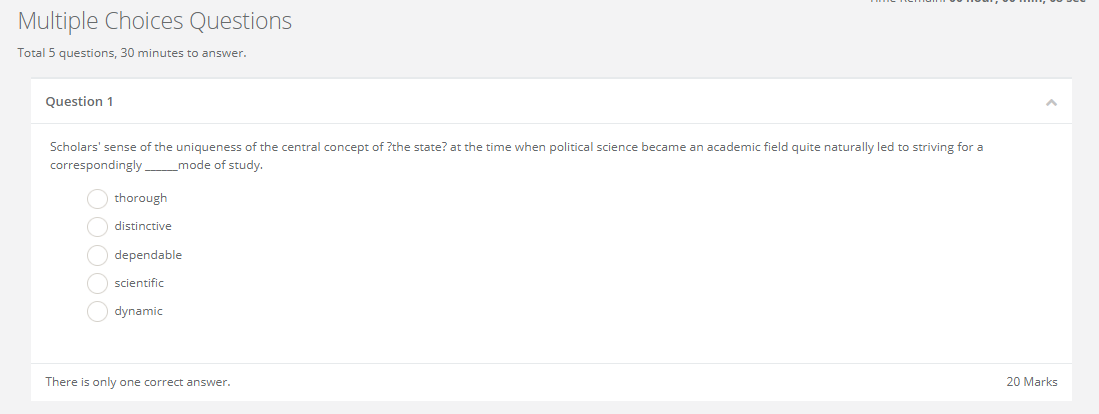 Multiple Choices Questions
Total 5 questions, 30 minutes to answer.
Question 1
Scholars' sense of the uniqueness of the central concept of ?the state? at the time when political science became an academic field quite naturally led to striving for a
correspondingly ______mode of study.
thorough
distinctive
dependable
scientific
dynamic
There is only one correct answer.
20 Marks